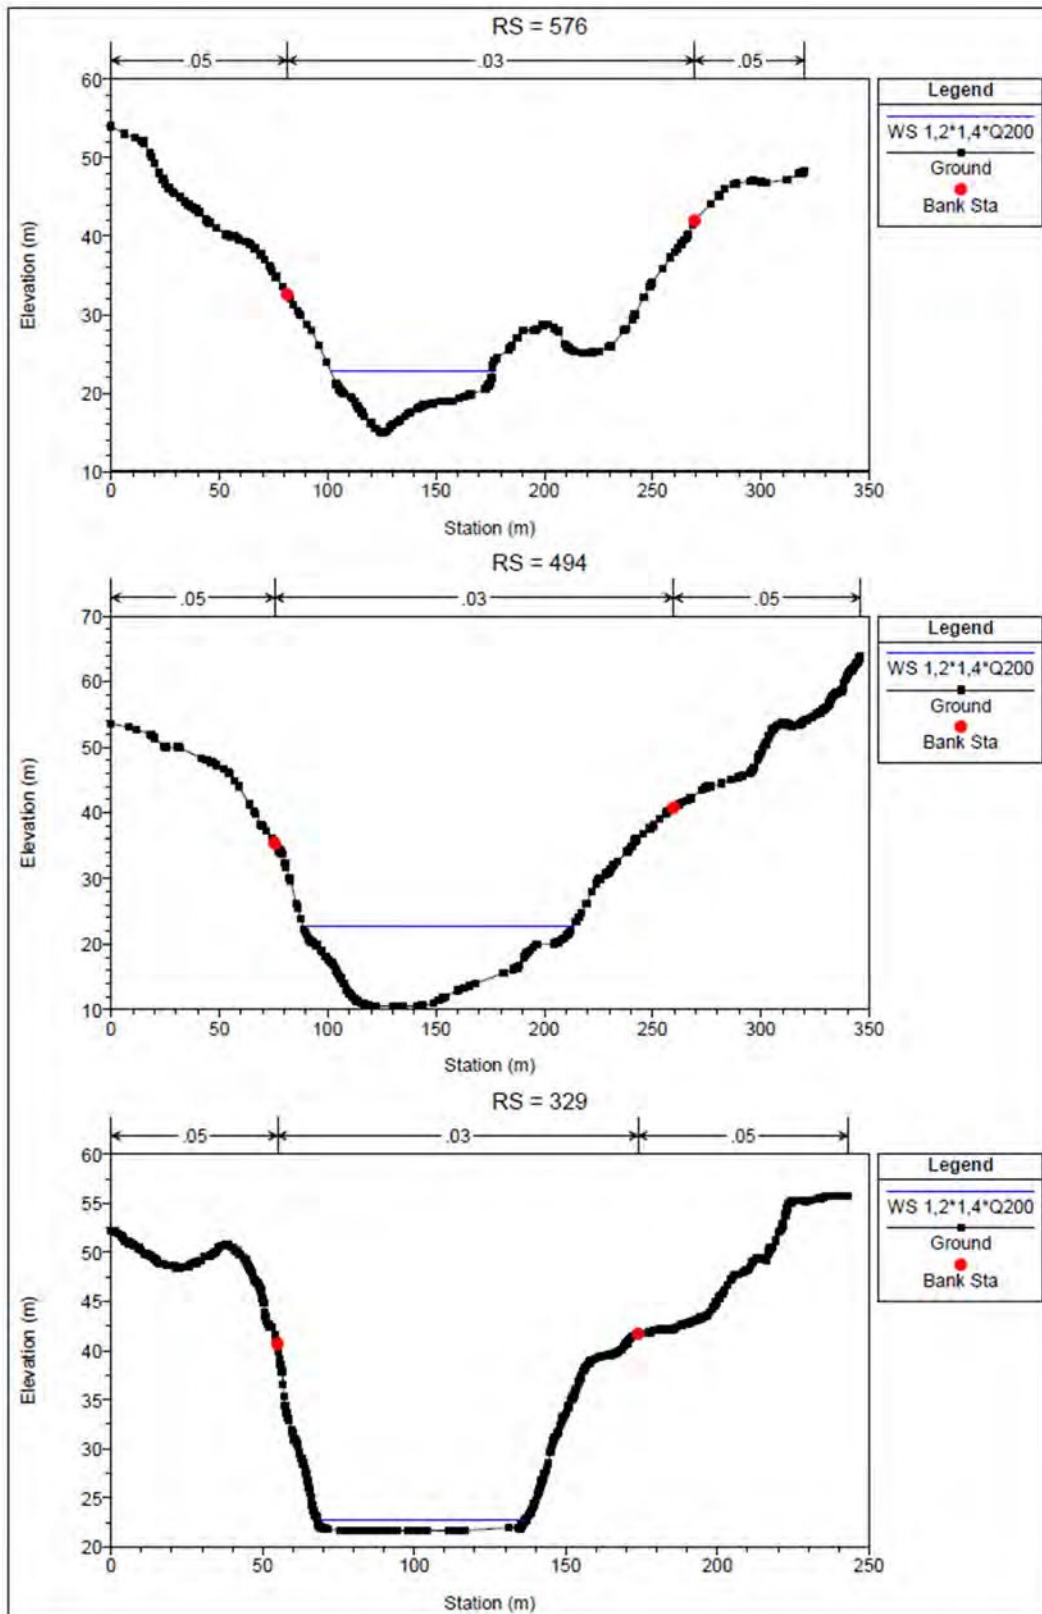 RS = 576
.05 .03 .05
60
50
40
30
20
10
Elevation (m)
0 50 100 150 200 250 300 350
Station (m)
Legend
WS 1,2*1,4*Q200
Ground
Bank Sta
RS = 494
.05 .03 .05
70
60
50
40
30
20
10
Elevation (m)
0 50 100 150 200 250 300 350
Station (m)
Legend
WS 1,2*1,4*Q200
Ground
Bank Sta
RS = 329
.05 .03 .05
60
55
50
45
40
35
30
25
20
Elevation (m)
0 50 100 150 200 250
Station (m)
Legend
WS 1,2*1,4*Q200
Ground
Bank Sta